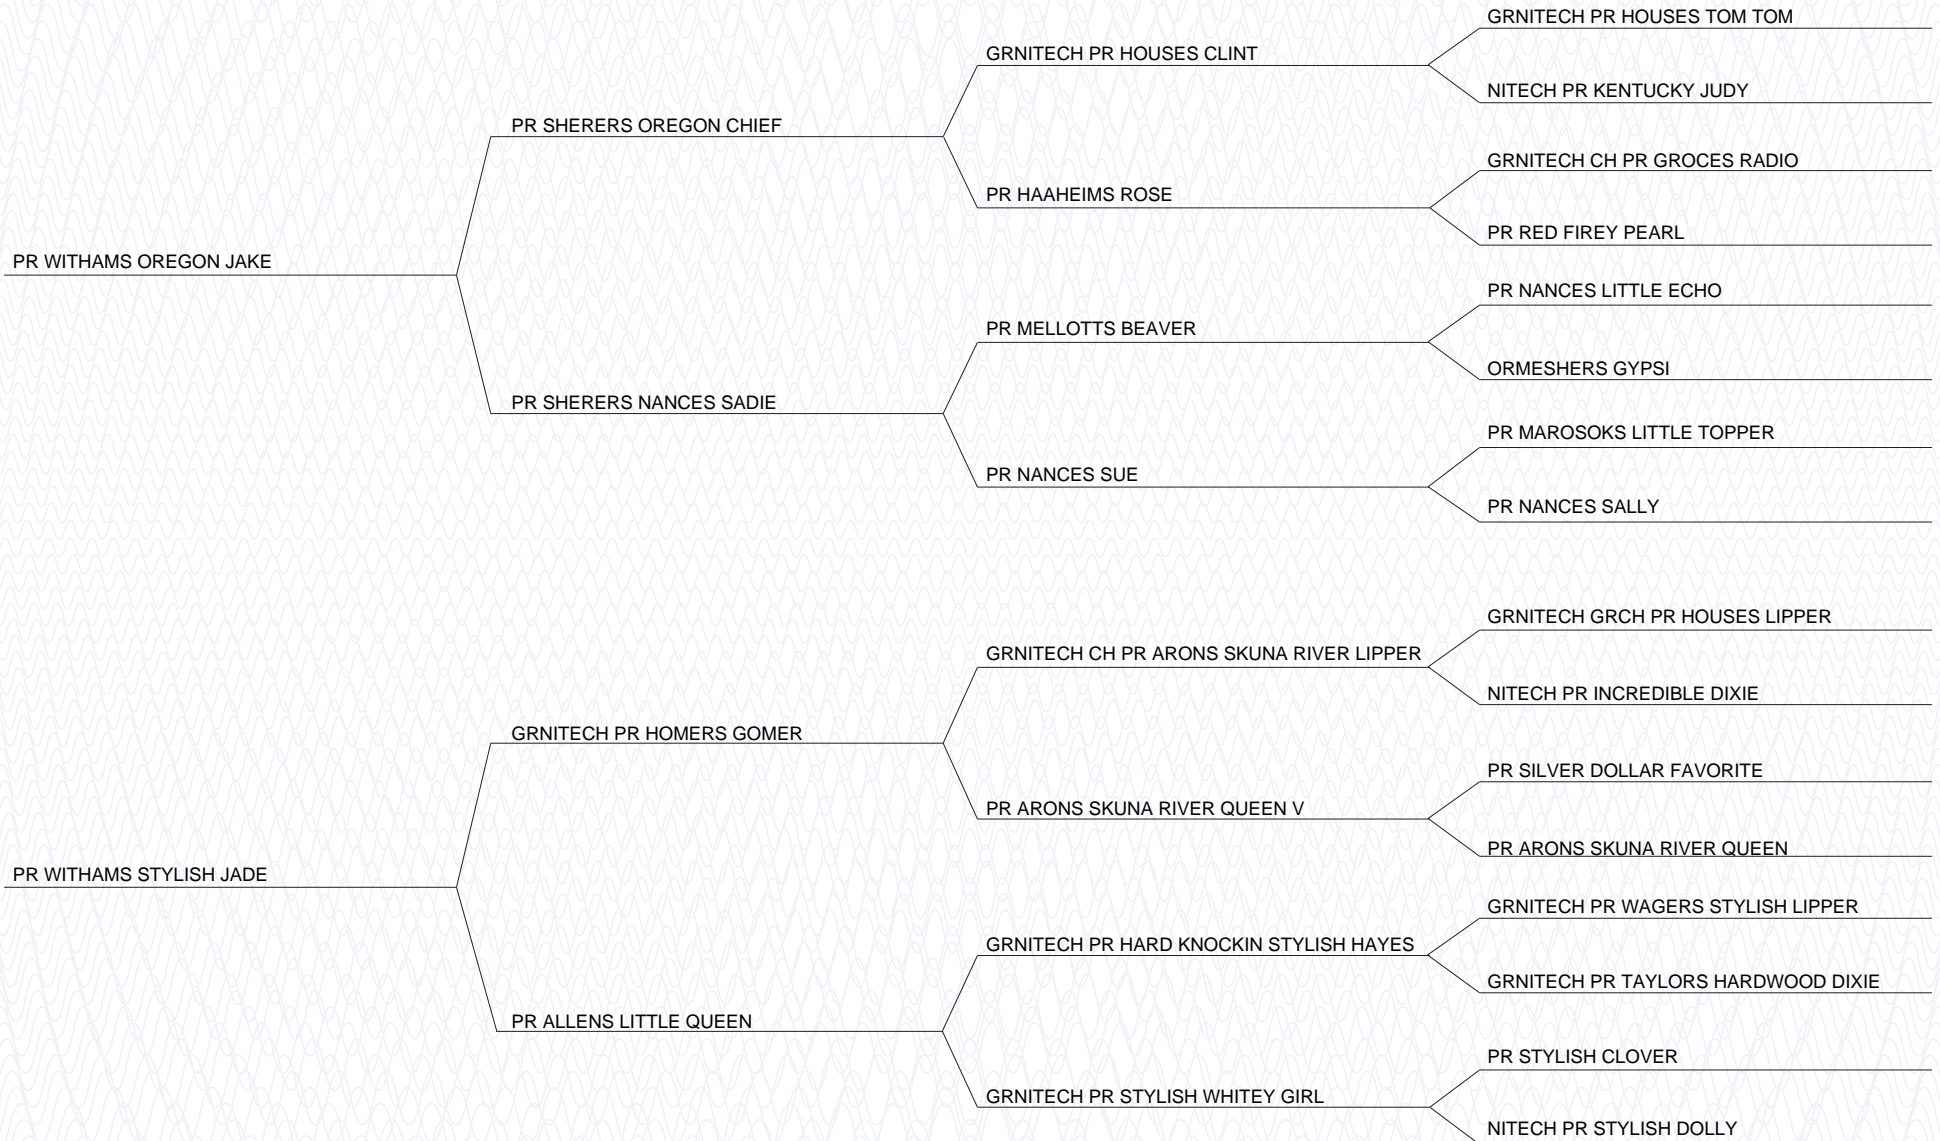 GRNITECH PR HOUSES TOM TOM
GRNITECH PR HOUSES CLINT
NITECH PR KENTUCKY JUDY
PR SHERERS OREGON CHIEF
GRNITECH CH PR GROCES RADIO
PR HAAHEIMS ROSE
PR RED FIREY PEARL
PR WITHAMS OREGON JAKE
PR NANCES LITTLE ECHO
PR MELLOTTS BEAVER
ORMESHERS GYPSI
PR SHERERS NANCES SADIE
PR MAROSOKS LITTLE TOPPER
PR NANCES SUE
PR NANCES SALLY
GRNITECH GRCH PR HOUSES LIPPER
GRNITECH CH PR ARONS SKUNA RIVER LIPPER
NITECH PR INCREDIBLE DIXIE
GRNITECH PR HOMERS GOMER
PR SILVER DOLLAR FAVORITE
PR ARONS SKUNA RIVER QUEEN V
PR ARONS SKUNA RIVER QUEEN
PR WITHAMS STYLISH JADE
GRNITECH PR WAGERS STYLISH LIPPER
GRNITECH PR HARD KNOCKIN STYLISH HAYES
GRNITECH PR TAYLORS HARDWOOD DIXIE
PR ALLENS LITTLE QUEEN
PR STYLISH CLOVER
GRNITECH PR STYLISH WHITEY GIRL
NITECH PR STYLISH DOLLY